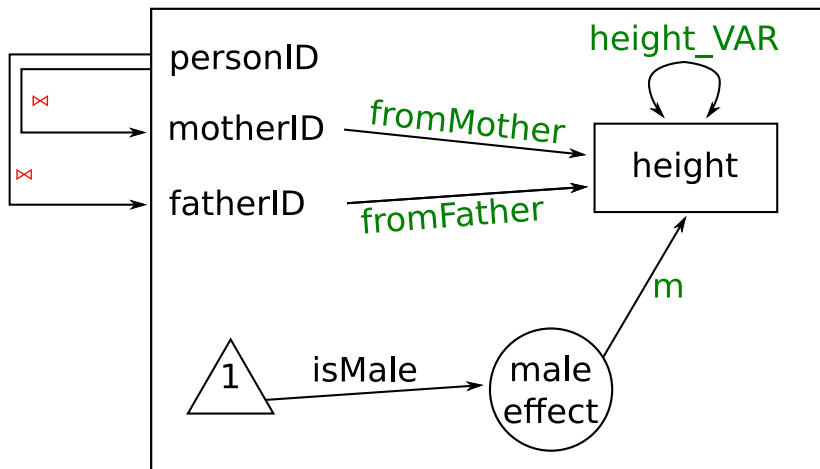 personID
height_VAR
⋈
motherID
fromMother
height
⋈
fatherID
fromFather
m
1
isMale
male
effect